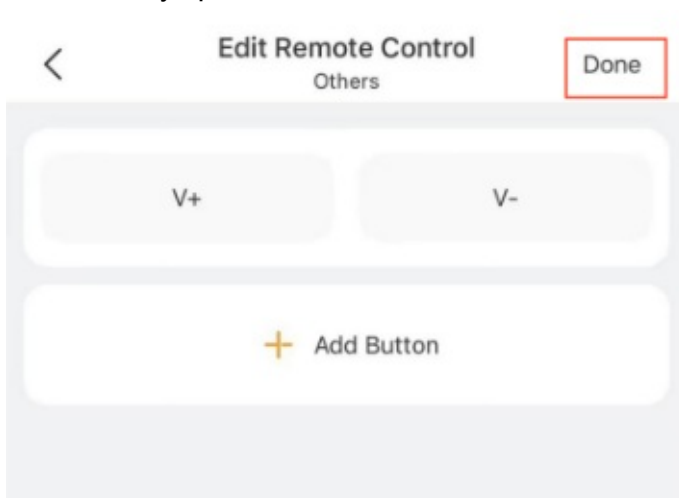 Edit Remote Control
Done
Others
V+
V-
+ Add Button